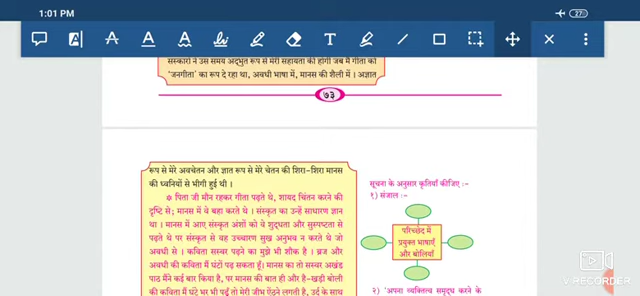 1:01 PM
27
T
संस्कारों ने उस समय अद्भुत रूप से मेरी सहायता की होगी जब मैं गीता को
'जनगीता' का रूप दे रहा था, अवधी भाषा में, मानस की शैली में । अज्ञात
७३
रूप से मेरे अवचेतन और ज्ञात रूप से मेरे चेतन की शिरा-शिरा मानस
की ध्वनियों से भीगी हुई थी ।
पिता जी मौन रहकर गीता पढ़ते थे, शायद चिंतन करने की
दृष्टि से; मानस में वे बहा करते थे । संस्कृत का उन्हें साधारण ज्ञान
था । मानस में आए संस्कृत अंशों को वे शुद्धता और सुस्पष्टता से
पढ़ते थे पर संस्कृत से वह उच्चारण सुख अनुभव न करते थे जो
अवधी से । कविता सस्वर पढ़ने का मुझे भी शौक है । ब्रज और
अवधी की कविता मैं घंटों पढ़ सकता हूँ । मानस का तो सस्वर अखंड
पाठ मैंने कई बार किया है, पर मानस की बात ही और है-खड़ी बोली
की कविता मैं घंटे भर भी पढ़ूँ तो मेरी जीभ ऐंठने लगती है, उर्दू के साथ
सूचना के अनुसार कृतियाँ कीजिए :-
१) संजाल :-
परिच्छेद में
प्रयुक्त भाषाएँ
और बोलियाँ
२) 'अपना व्यक्तित्व समृद्ध करने के
V RECORDER